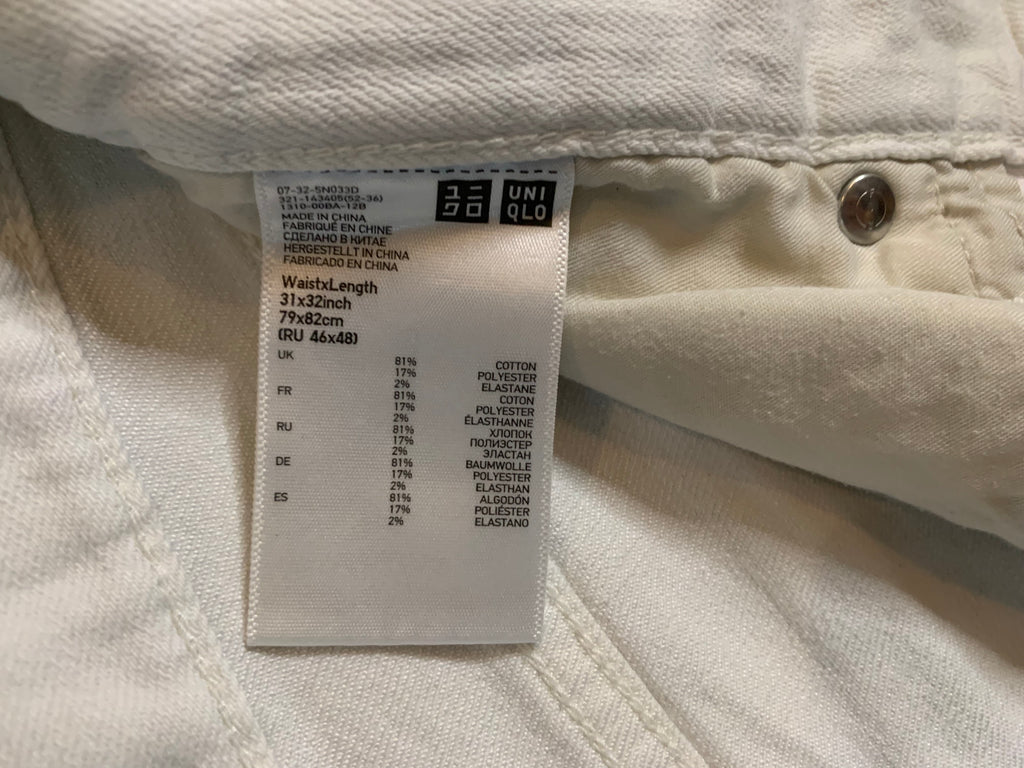 07-32-5N033D
321-143405(52-36)
1310-00BA-12B
ユニ
クロ
UNI
QLO
MADE IN CHINA
FABRIQUÉ EN CHINE
СДЕЛАНО В КИТАЕ
HERGESTELLT IN CHINA
FABRICADO EN CHINA
WaistxLength
31x32inch
79x82cm
(RU 46x48)
UK 81% COTTON
17% POLYESTER
2% ELASTANE
FR 81% COTON
17% POLYESTER
2% ÉLASTHANNE
RU 81% ХЛОПОК
17% ПОЛИЭСТЕР
2% ЭЛАСТАН
DE 81% BAUMWOLLE
17% POLYESTER
2% ELASTHAN
ES 81% ALGODÓN
17% POLIÉSTER
2% ELASTANO